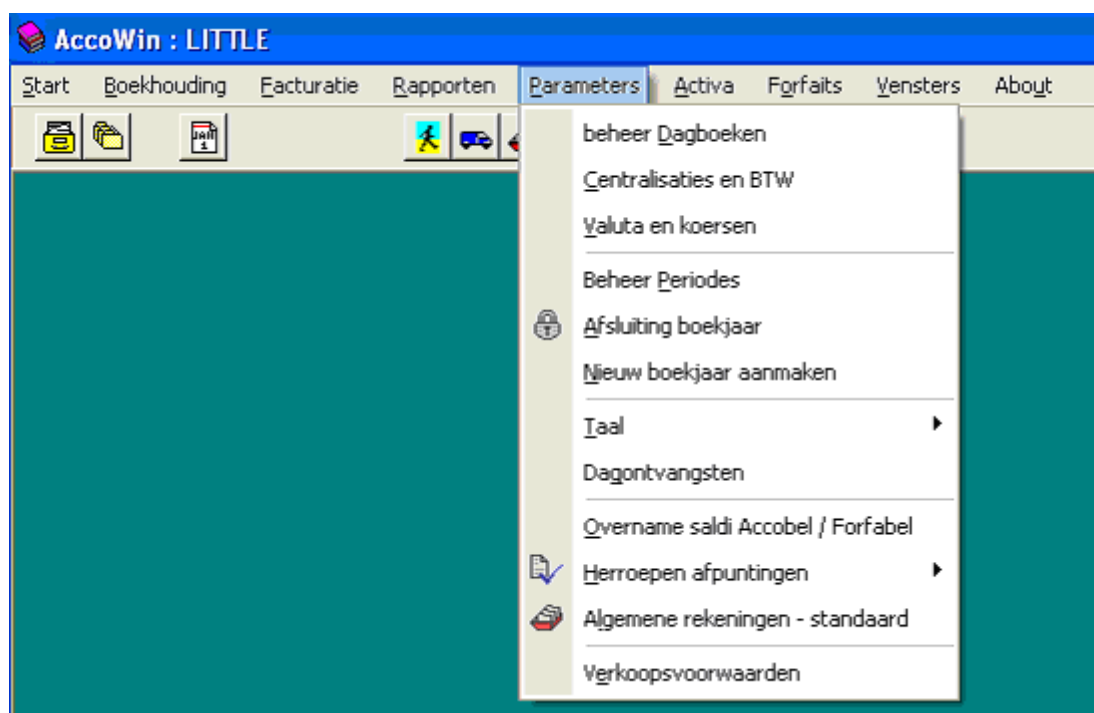 AccoWin : LITTLE
Start Boekhouding Facturatie Rapporten Parameters Activa Forfaits Vensters About
beheer Dagboeken
Centralisaties en BTW
Valuta en koersen
Beheer Periodes
Afsluiting boekjaar
Nieuw boekjaar aanmaken
Taal
Dagontvangsten
Overname saldi Accobel / Forfabel
Herroepen afpuntingen
Algemene rekeningen - standaard
Verkoopsvoorwaarden